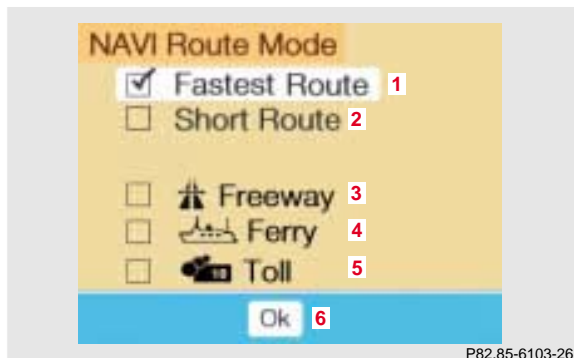 NAVI Route Mode
Fastest Route 1
Short Route 2
Freeway 3
Ferry 4
Toll 5
Ok 6
P82.85-6103-26